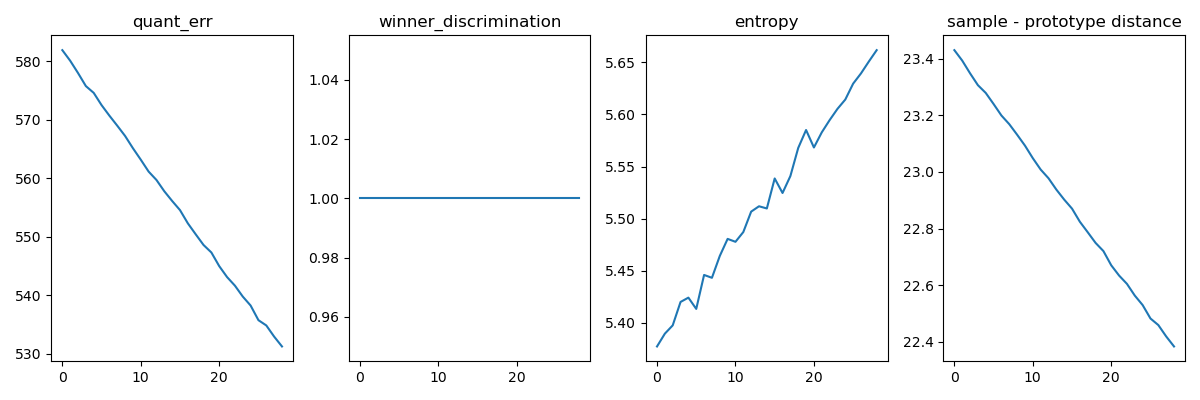 quant_err
580
570
560
550
540
530
0 10 20
winner_discrimination
1.04
1.02
1.00
0.98
0.96
0 10 20
entropy
5.65
5.60
5.55
5.50
5.45
5.40
0 10 20
sample - prototype distance
23.4
23.2
23.0
22.8
22.6
22.4
0 10 20